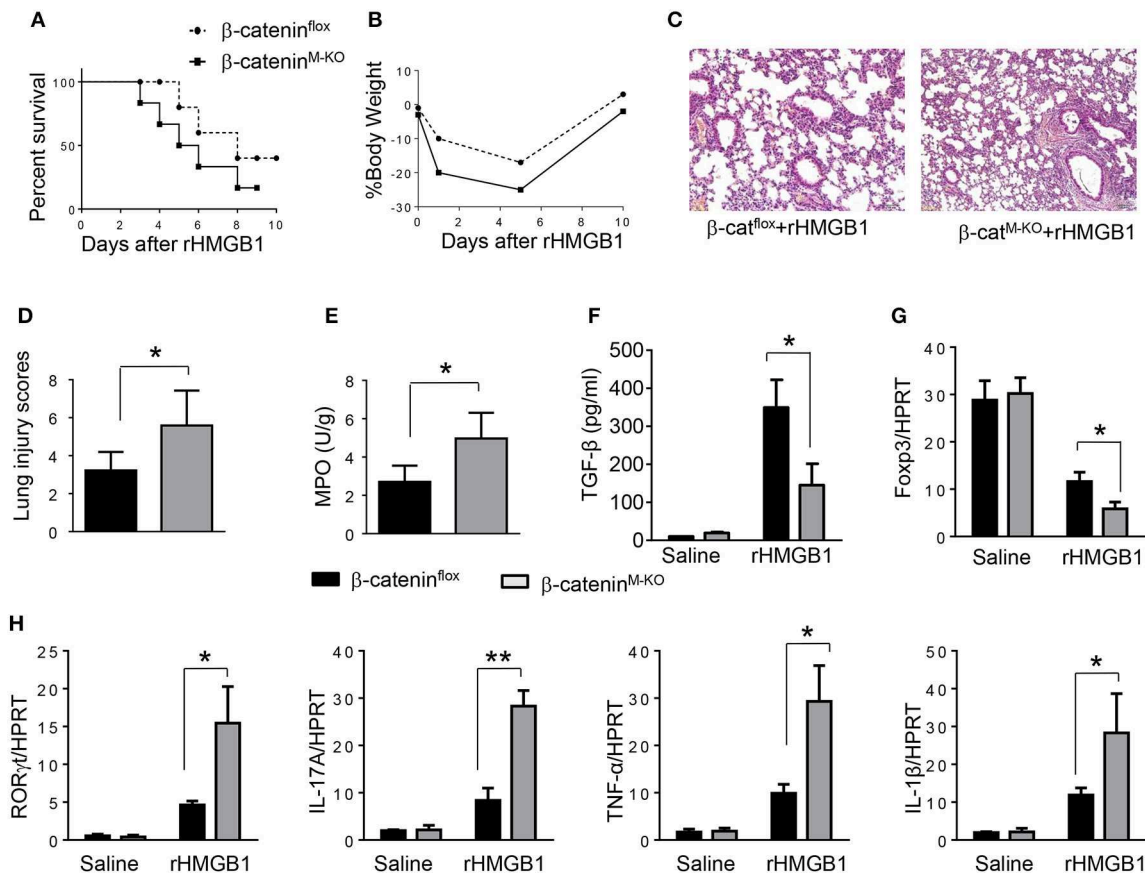 A
B
C
β-catenin^flox
β-catenin^M-KO
Percent survival
100
50
0
0 2 4 6 8 10
Days after rHMGB1
%Body Weight
10
0
-10
-20
-30
0 2 4 6 8 10
Days after rHMGB1
β-cat^flox+rHMGB1
β-cat^M-KO+rHMGB1
D
E
F
G
Lung injury scores
8
6
4
2
0
*
MPO (U/g)
8
6
4
2
0
*
TGF-β (pg/ml)
500
400
300
200
100
0
*
Saline rHMGB1
Foxp3/HPRT
40
30
20
10
0
*
Saline rHMGB1
β-catenin^flox
β-catenin^M-KO
H
RORγt/HPRT
25
20
15
10
5
0
*
Saline rHMGB1
IL-17A/HPRT
40
30
20
10
0
**
Saline rHMGB1
TNF-α/HPRT
40
30
20
10
0
*
Saline rHMGB1
IL-1β/HPRT
50
40
30
20
10
0
*
Saline rHMGB1